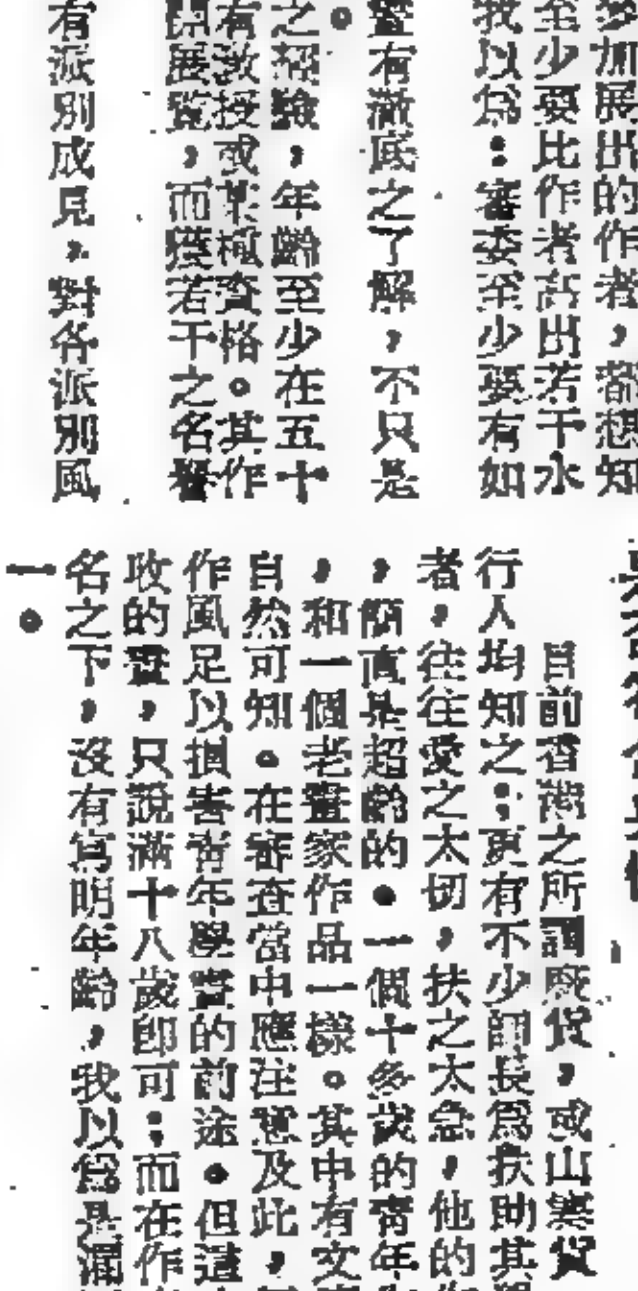 參加展出的作者，都想知
至少要比作者高出若干水
我以爲：審委至少要有如
畫有澈底之了解，不只是
。
之經驗，年齡至少在五十
有教授或某種資格。其作
開展覽，而獲若干之名譽
有派別成見，對各派別風
目前香港之所謂廢貨，或山寨貨
行人均知之；更有不少師長爲扶助其
者，往往愛之太切，扶之太急，他的
，簡直是超齡的。一個十多歲的青年
，和一個老畫家作品一樣。其中有文
自然可知。在審查當中應注意及此，
作風足以損害青年學畫的前途。但這
收的畫，只說滿十八歲卽可；而在作
名之下，沒有寫明年齡，我以爲是漏
一。